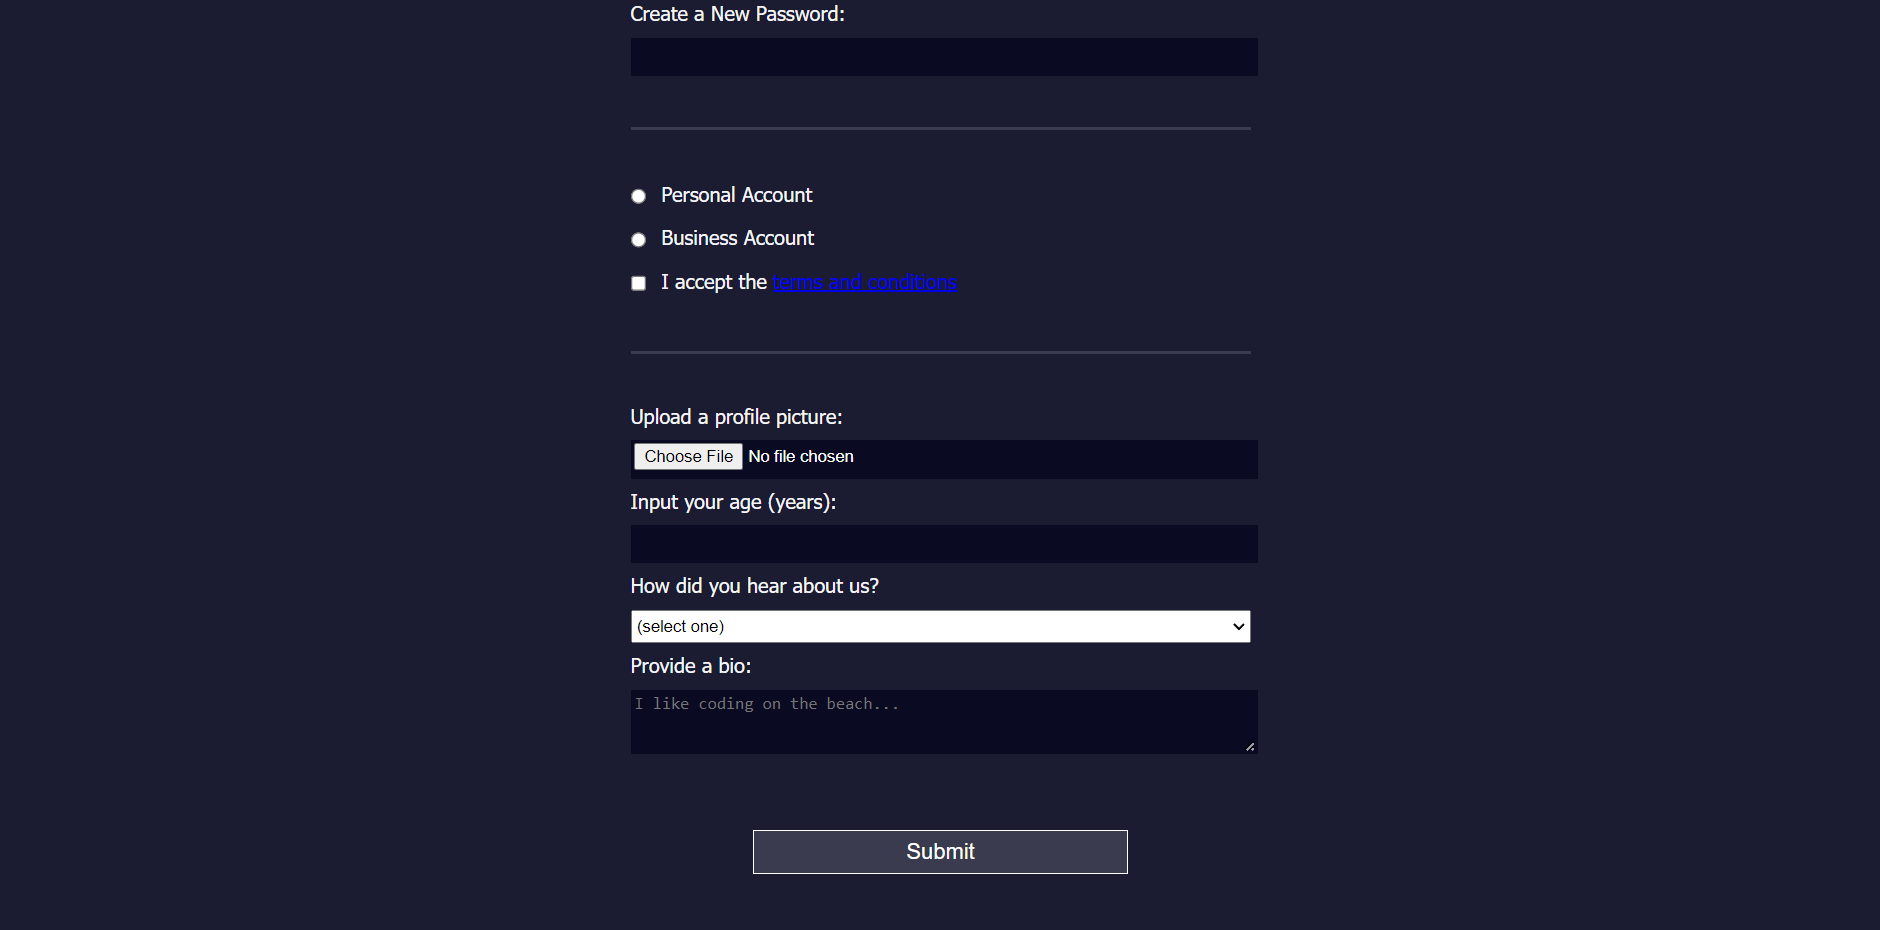 Create a New Password:
Personal Account
Business Account
I accept the terms and conditions
Upload a profile picture:
Choose File No file chosen
Input your age (years):
How did you hear about us?
(select one)
Provide a bio:
I like coding on the beach...
Submit